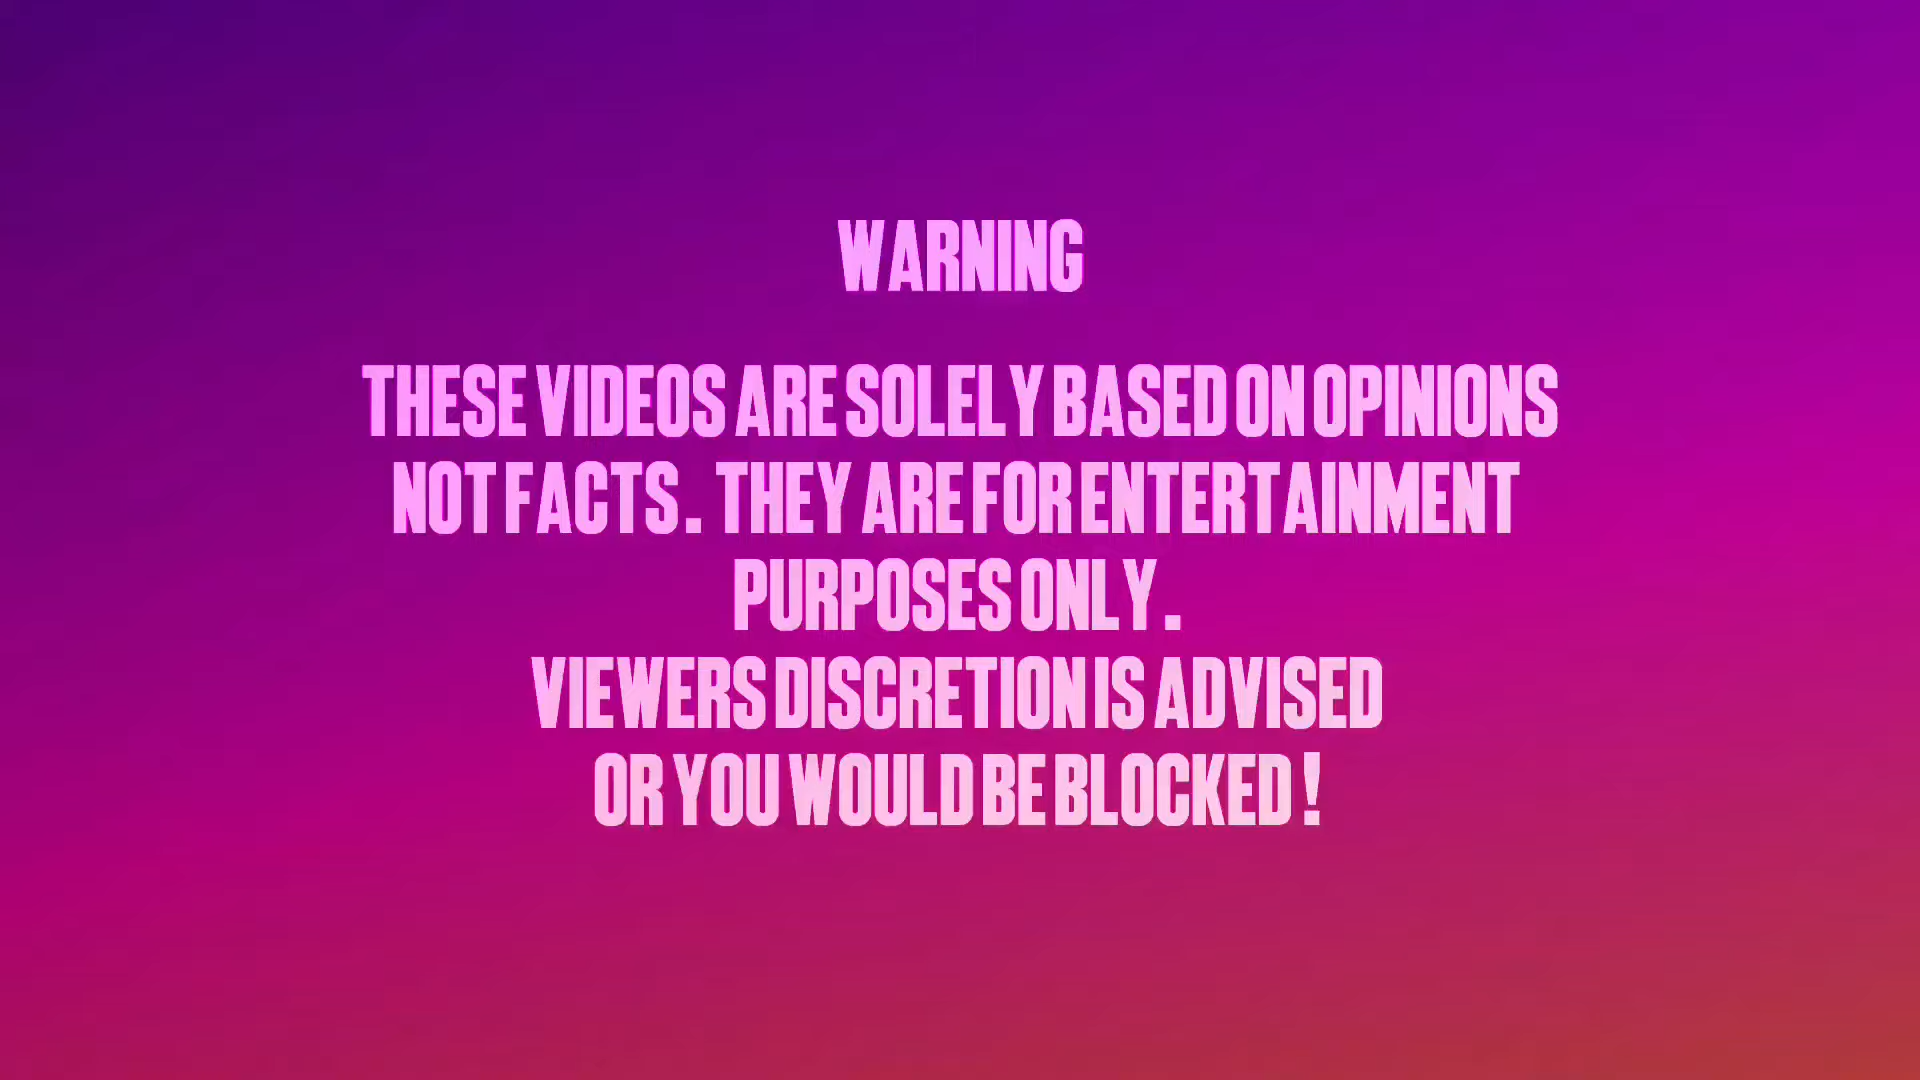 WARNING
THESE VIDEOS ARE SOLELY BASED ON OPINIONS
NOT FACTS. THEY ARE FOR ENTERTAINMENT
PURPOSES ONLY.
VIEWERS DISCRETION IS ADVISED
OR YOU WOULD BE BLOCKED!